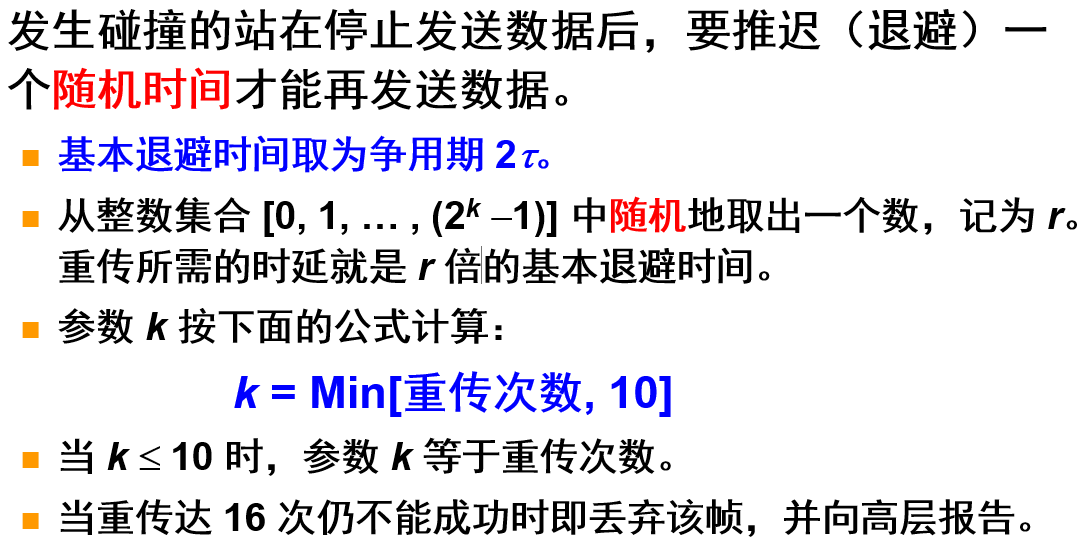 发生碰撞的站在停止发送数据后，要推迟（退避）一
个随机时间才能再发送数据。
基本退避时间取为争用期 2τ。
从整数集合 [0, 1, … , (2ᵏ –1)] 中随机地取出一个数，记为 r。
重传所需的时延就是 r 倍的基本退避时间。
参数 k 按下面的公式计算：
k = Min[重传次数, 10]
当 k ≤ 10 时，参数 k 等于重传次数。
当重传达 16 次仍不能成功时即丢弃该帧，并向高层报告。